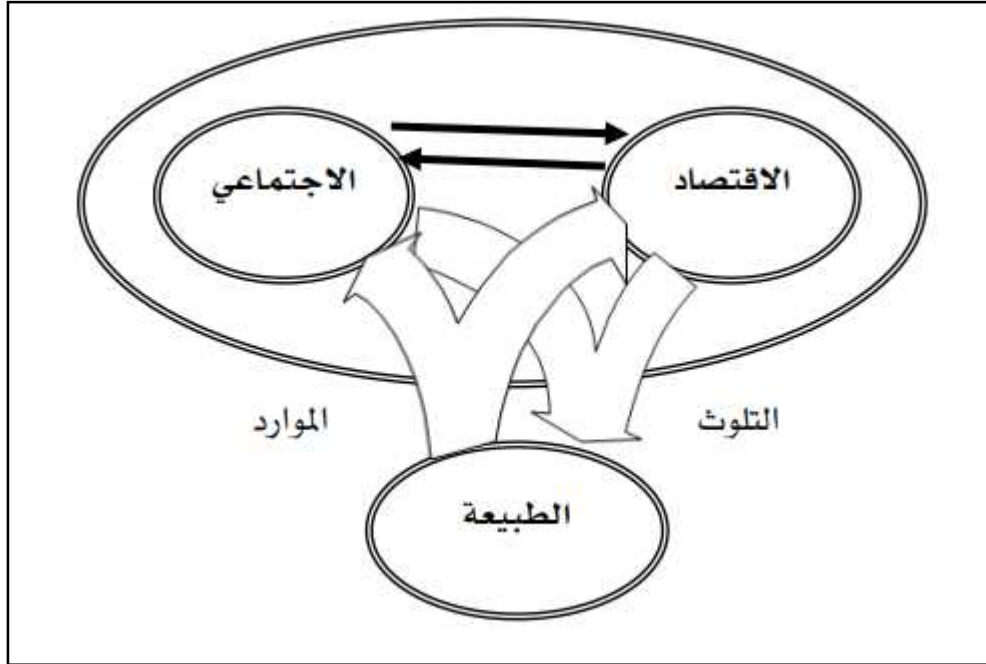 الاقتصاد
الاجتماعي
التلوث
الموارد
الطبيعة